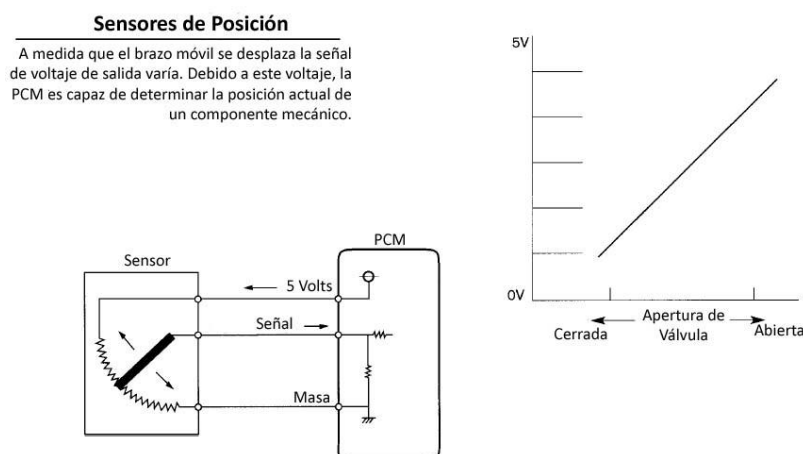 Sensores de Posición
A medida que el brazo móvil se desplaza la señal
de voltaje de salida varía. Debido a este voltaje, la
PCM es capaz de determinar la posición actual de
un componente mecánico.
5V
0V
Cerrada
Apertura de
Válvula
Abierta
PCM
Sensor
5 Volts
Señal
Masa